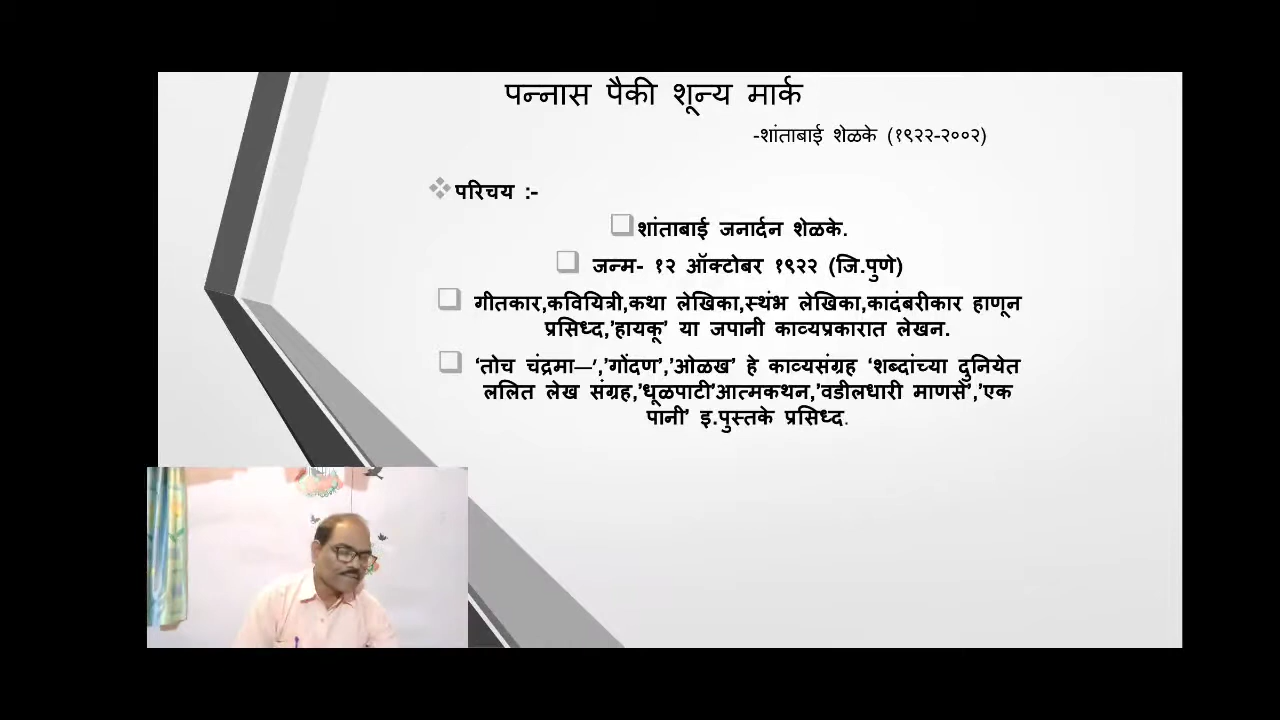 पन्नास पैकी शून्य मार्क
-शांताबाई शेळके (१९२२-२००२)
परिचय :-
शांताबाई जनार्दन शेळके.
जन्म- १२ ऑक्टोबर १९२२ (जि.पुणे)
गीतकार,कवियित्री,कथा लेखिका,स्थंभ लेखिका,कादंबरीकार हाणून
प्रसिध्द,’हायकू’ या जपानी काव्यप्रकारात लेखन.
‘तोच चंद्रमा—‘,’गोंदण’,’ओळख’ हे काव्यसंग्रह ‘शब्दांच्या दुनियेत
ललित लेख संग्रह,’धूळपाटी’आत्मकथन,’वडीलधारी माणसे’,’एक
पानी’ इ.पुस्तके प्रसिध्द.